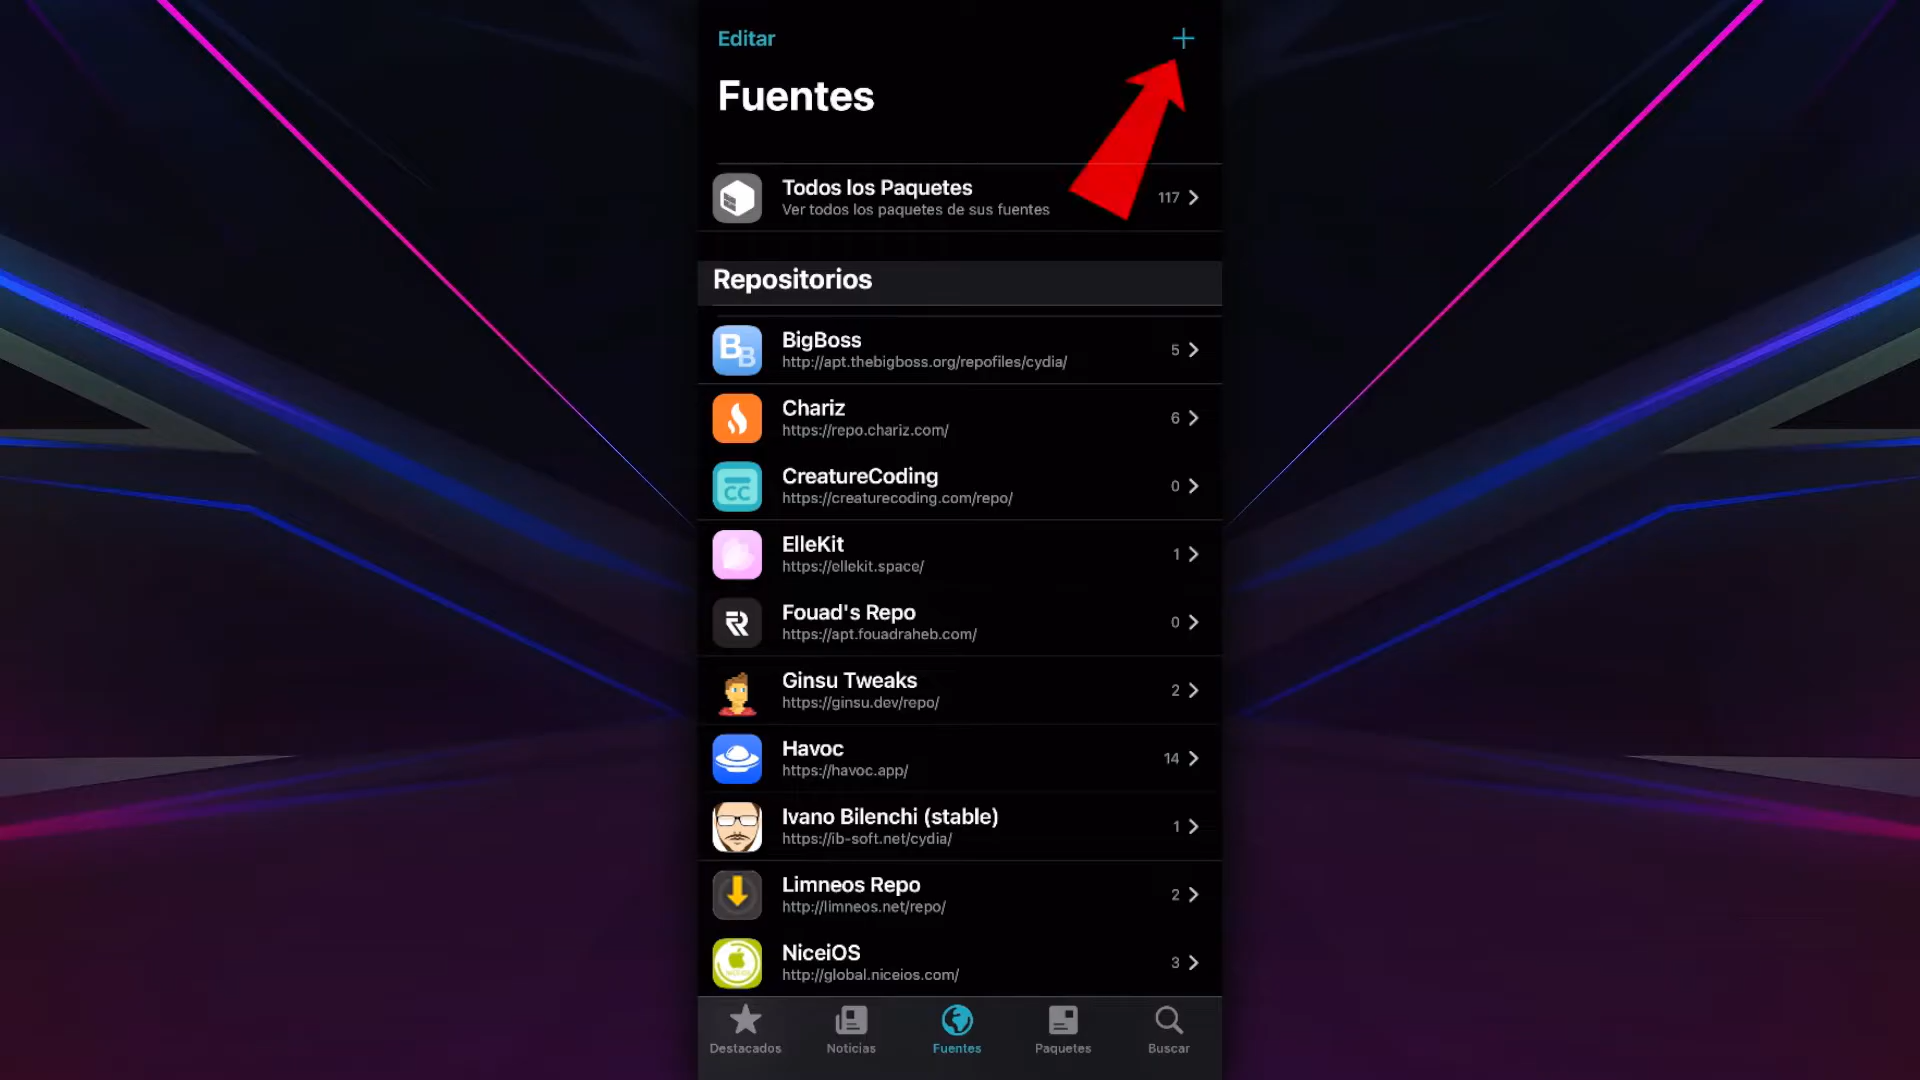 Editar
Fuentes
Todos los Paquetes
Ver todos los paquetes de sus fuentes
117
Repositorios
BB
BigBoss
http://apt.thebigboss.org/repofiles/cydia/
5
Chariz
https://repo.chariz.com/
6
CC
CreatureCoding
https://creaturecoding.com/repo/
0
ElleKit
https://ellekit.space/
1
Fouad's Repo
https://apt.fouadraheb.com/
0
Ginsu Tweaks
https://ginsu.dev/repo/
2
Havoc
https://havoc.app/
14
Ivano Bilenchi (stable)
https://ib-soft.net/cydia/
1
Limneos Repo
http://limneos.net/repo/
2
NiceiOS
http://global.niceios.com/
3
Destacados
Noticias
Fuentes
Paquetes
Buscar